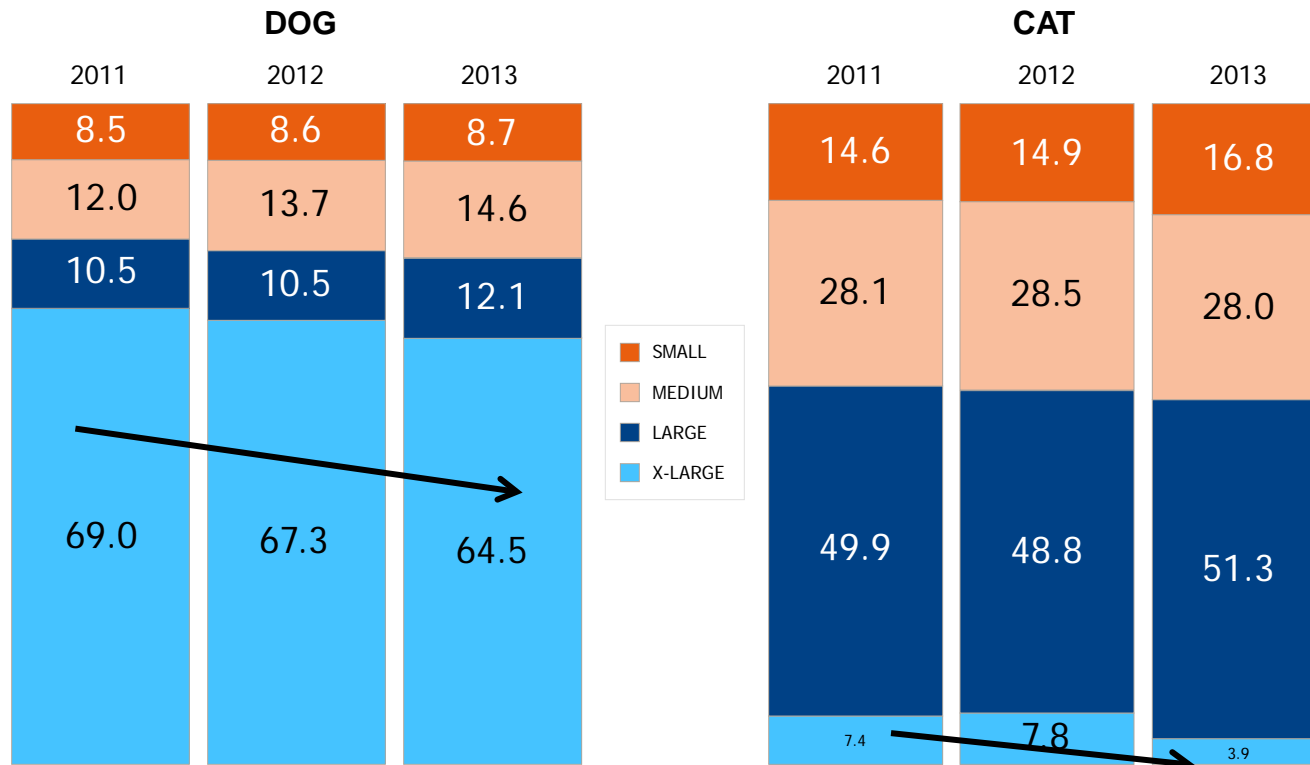 DOG
2011 2012 2013
8.5 8.6 8.7
12.0 13.7 14.6
10.5 10.5 12.1
69.0 67.3 64.5
SMALL
MEDIUM
LARGE
X-LARGE
CAT
2011 2012 2013
14.6 14.9 16.8
28.1 28.5 28.0
49.9 48.8 51.3
7.4 7.8 3.9